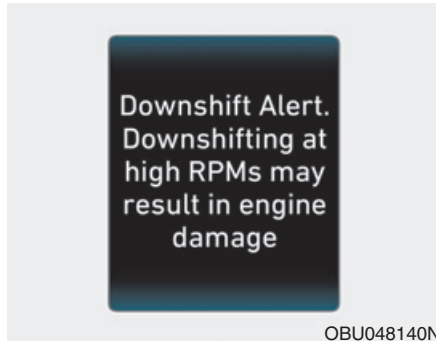 Downshift Alert.
Downshifting at
high RPMs may
result in engine
damage
OBU048140N